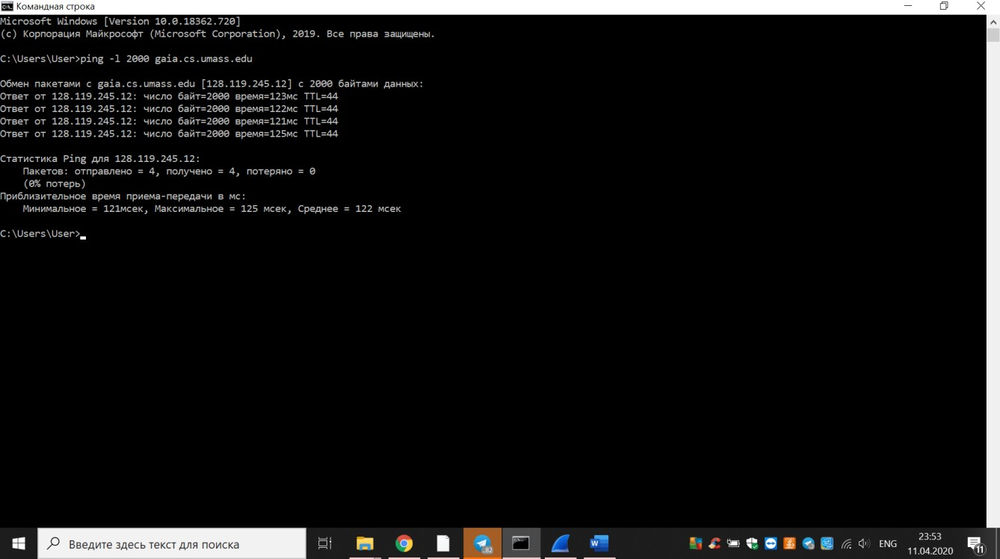 Командная строка
Microsoft Windows [Version 10.0.18362.720]
(c) Корпорация Майкрософт (Microsoft Corporation), 2019. Все права защищены.
C:\Users\User>ping -l 2000 gaia.cs.umass.edu
Обмен пакетами с gaia.cs.umass.edu [128.119.245.12] с 2000 байтами данных:
Ответ от 128.119.245.12: число байт=2000 время=123мс TTL=44
Ответ от 128.119.245.12: число байт=2000 время=122мс TTL=44
Ответ от 128.119.245.12: число байт=2000 время=121мс TTL=44
Ответ от 128.119.245.12: число байт=2000 время=125мс TTL=44
Статистика Ping для 128.119.245.12:
Пакетов: отправлено = 4, получено = 4, потеряно = 0
(0% потерь)
Приблизительное время приема-передачи в мс:
Минимальное = 121мсек, Максимальное = 125 мсек, Среднее = 122 мсек
C:\Users\User>
Введите здесь текст для поиска
82
W
ENG
23:53
11.04.2020
11